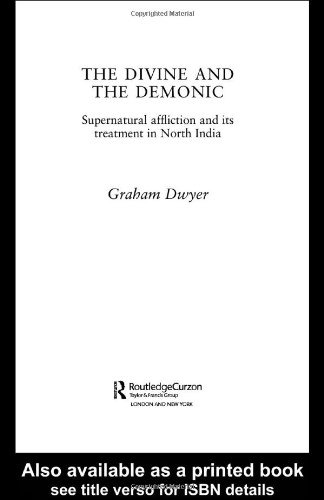 Copyrighted Material
THE DIVINE AND
THE DEMONIC
Supernatural affliction and its
treatment in North India
Graham Dwyer
R
RoutledgeCurzon
Taylor & Francis Group
LONDON AND NEW YORK
Copyrighted Material
Also available as a printed book
see title verso for ISBN details